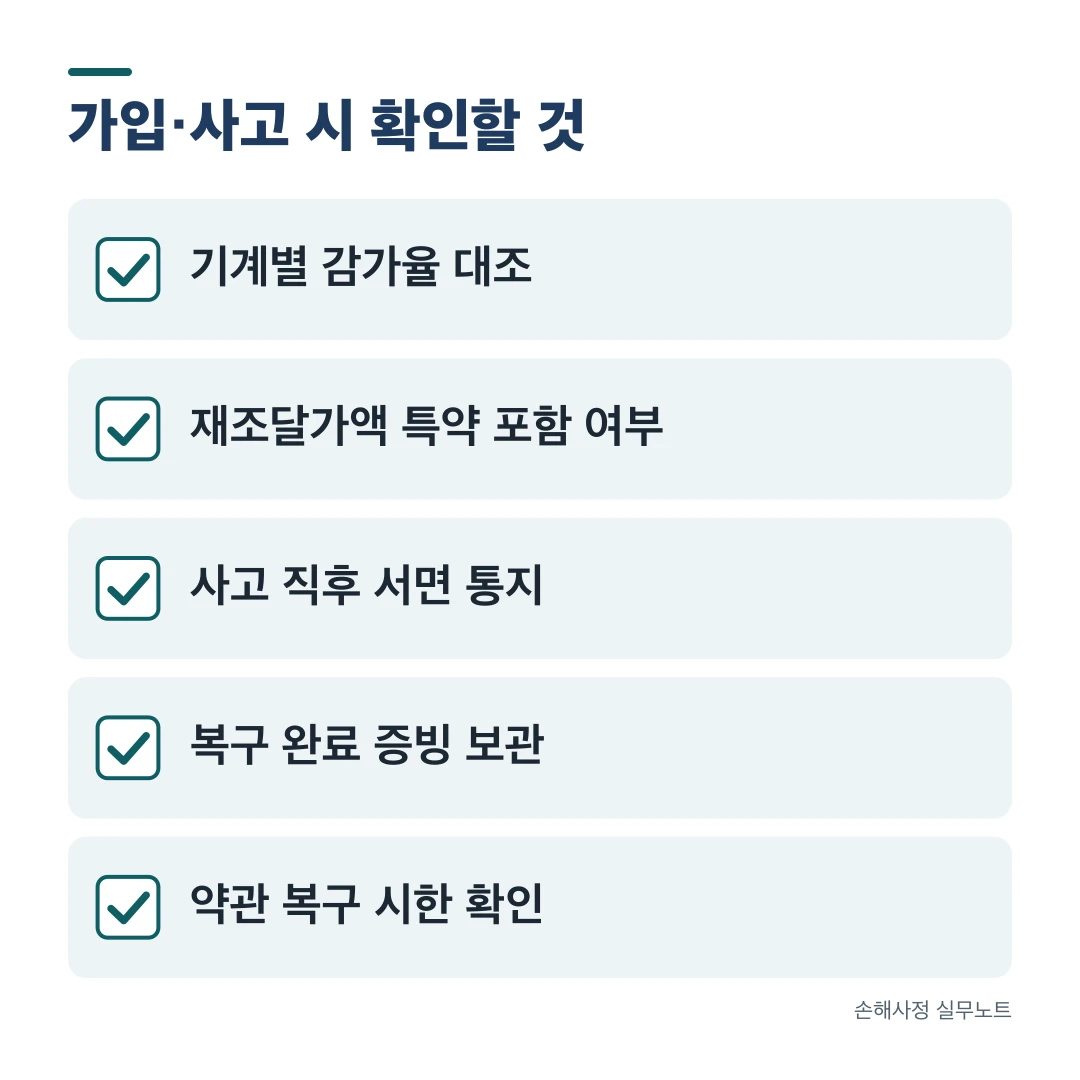 가입·사고 시 확인할 것
기계별 감가율 대조
재조달가액 특약 포함 여부
사고 직후 서면 통지
복구 완료 증빙 보관
약관 복구 시한 확인
손해사정 실무노트